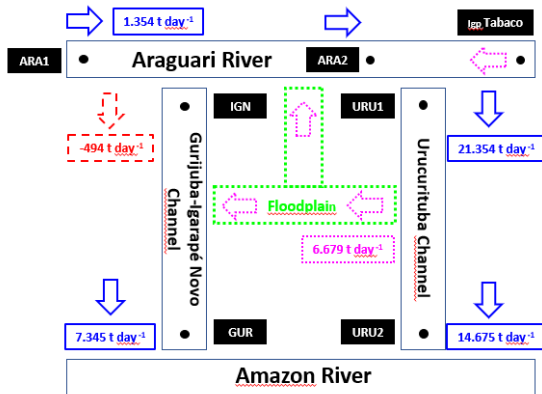 1.354 t day-1
Igp Tabaco
ARA1
Araguari River
ARA2
IGN
URU1
-494 t day-1
21.354 t day-1
Gurijuba-Igarapé Novo
Channel
Floodplain
Urucurituba Channel
6.679 t day-1
7.345 t day-1
GUR
URU2
14.675 t day-1
Amazon River